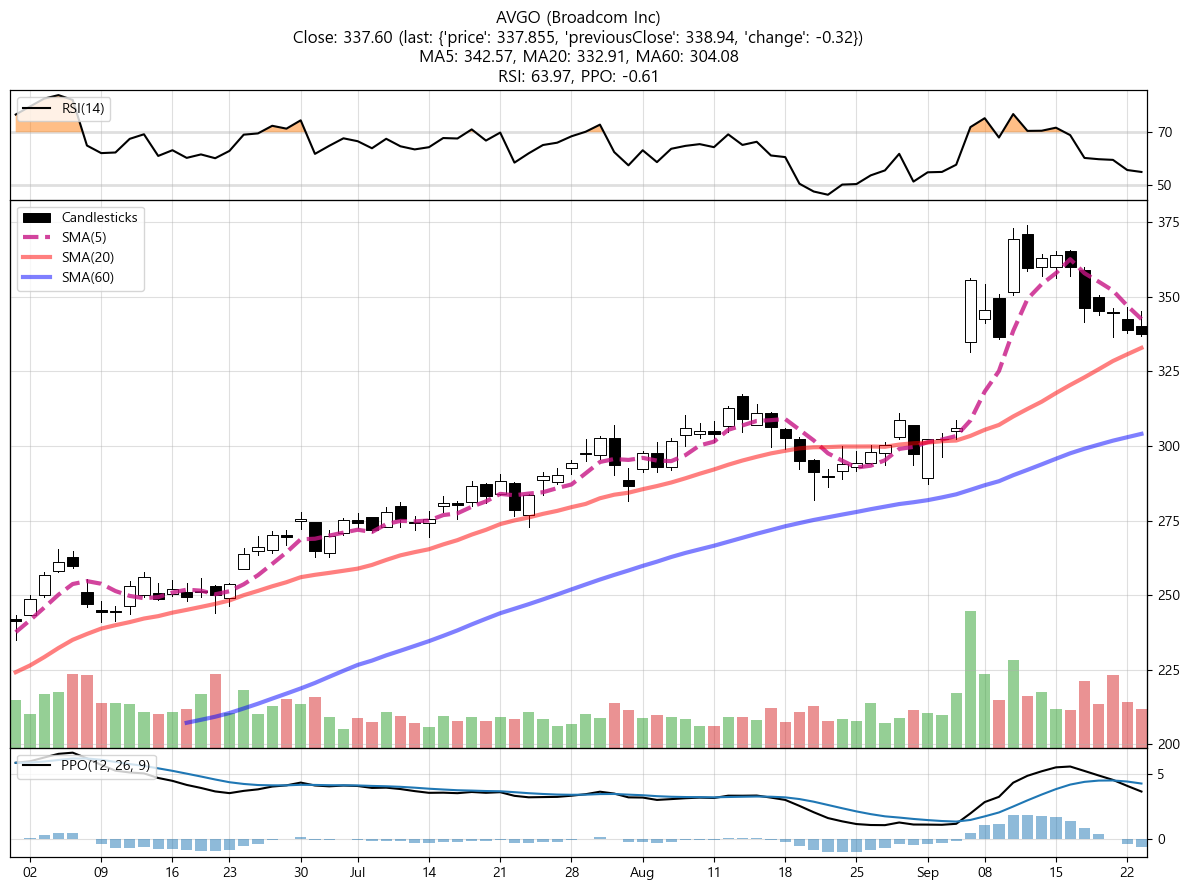 AVGO (Broadcom Inc)
Close: 337.60 (last: {'price': 337.855, 'previousClose': 338.94, 'change': -0.32})
MA5: 342.57, MA20: 332.91, MA60: 304.08
RSI: 63.97, PPO: -0.61
RSI(14)
70
50
Candlesticks
SMA(5)
SMA(20)
SMA(60)
375
350
325
300
275
250
225
200
PPO(12, 26, 9)
5
0
02 09 16 23 30 Jul 14 21 28 Aug 11 18 25 Sep 08 15 22